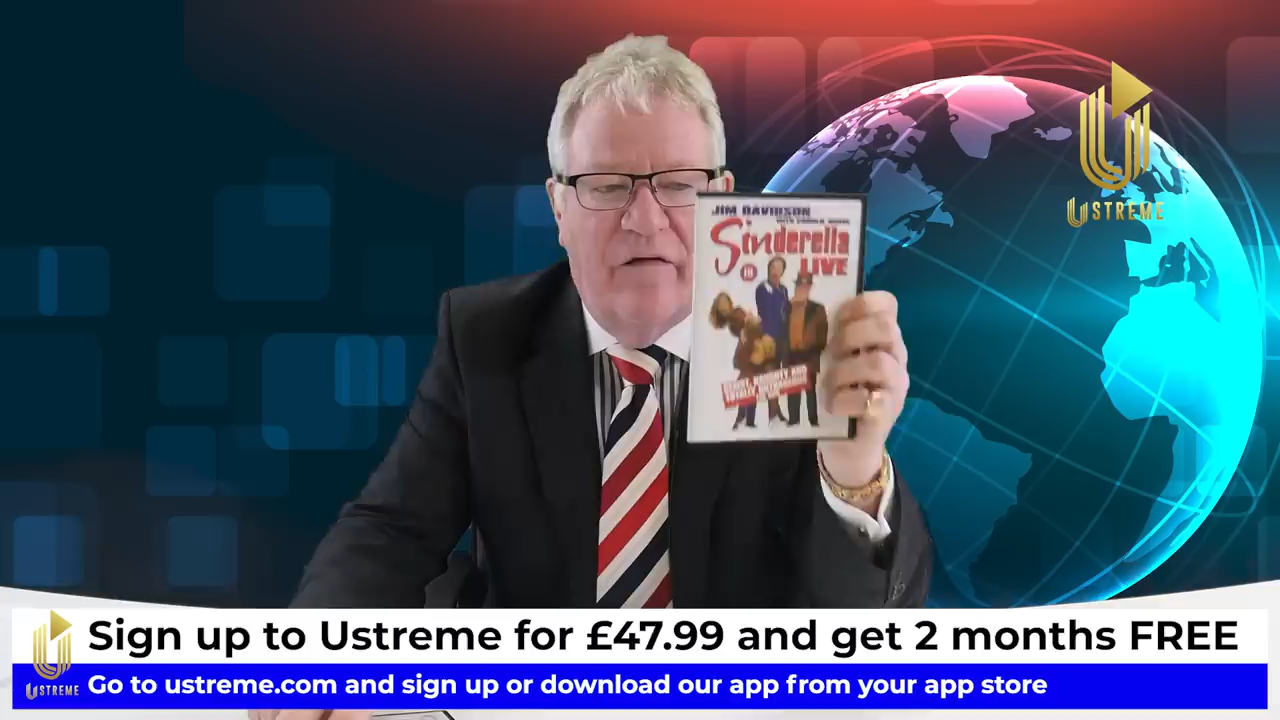 USTREME
JIM DAVIDSON
Sinderella
LIVE
18
Sign up to Ustreme for £47.99 and get 2 months FREE
USTREME
Go to ustreme.com and sign up or download our app from your app store